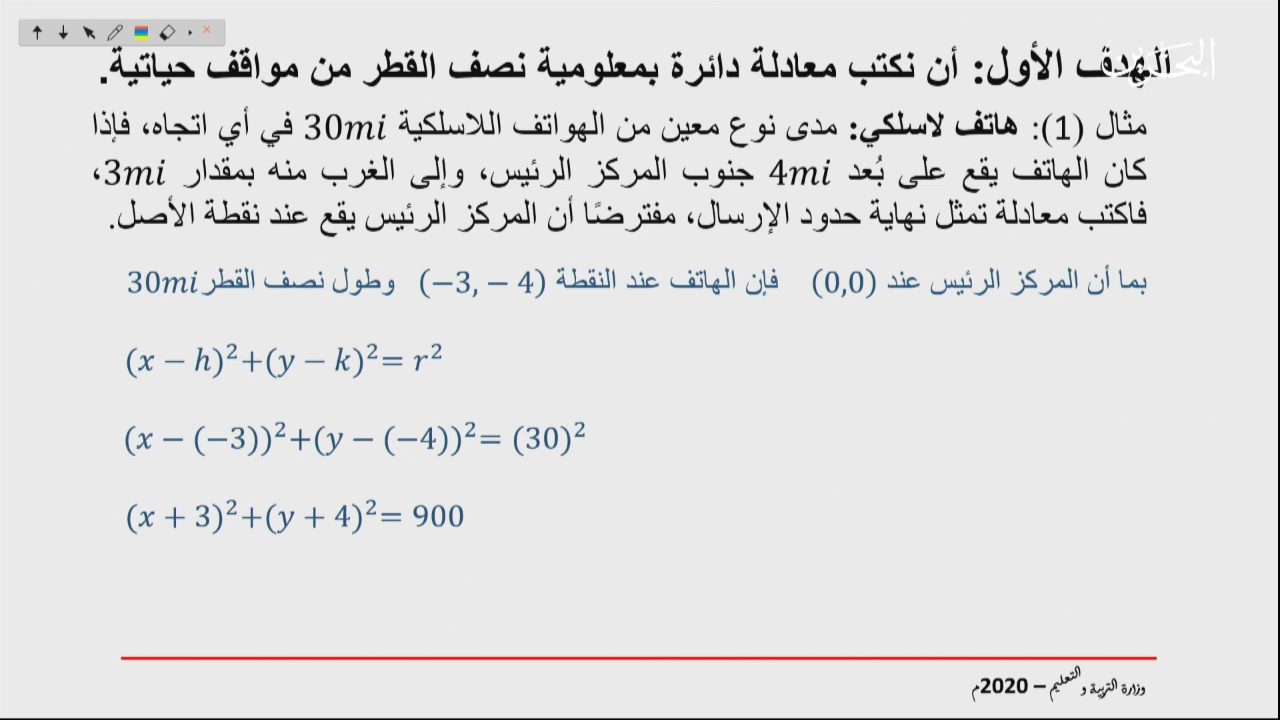 الهدف الأول: أن نكتب معادلة دائرة بمعلومية نصف القطر من مواقف حياتية.
مثال (1): هاتف لاسلكي: مدى نوع معين من الهواتف اللاسلكية 30mi في أي اتجاه، فإذا
كان الهاتف يقع على بُعد 4mi جنوب المركز الرئيس، وإلى الغرب منه بمقدار 3mi،
فاكتب معادلة تمثل نهاية حدود الإرسال، مفترضًا أن المركز الرئيس يقع عند نقطة الأصل.
بما أن المركز الرئيس عند (0,0) فإن الهاتف عند النقطة (−3, − 4) وطول نصف القطر 30mi
(x − h)²+(y − k)²= r²
(x − (−3))²+(y − (−4))²= (30)²
(x + 3)²+(y + 4)²= 900
وزارة التربية و التعليم – 2020م